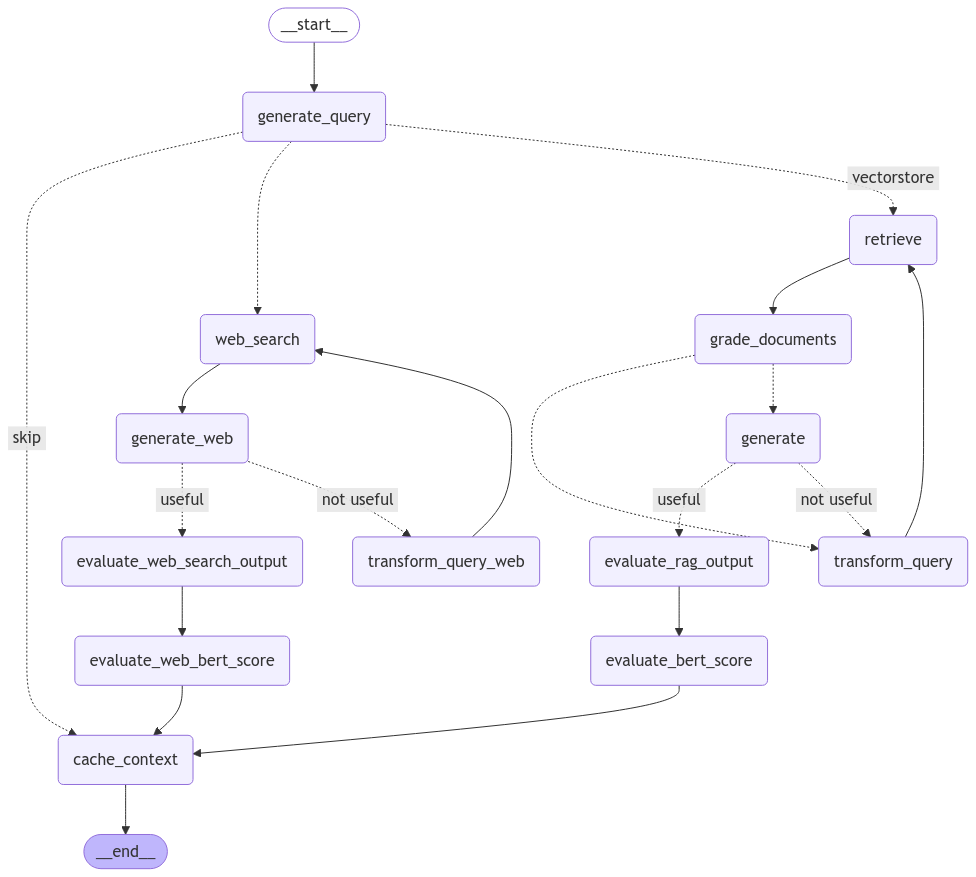 __start__
generate_query
vectorstore
retrieve
web_search
grade_documents
skip
generate_web
generate
useful
not useful
useful
not useful
evaluate_web_search_output
transform_query_web
evaluate_rag_output
transform_query
evaluate_web_bert_score
evaluate_bert_score
cache_context
__end__